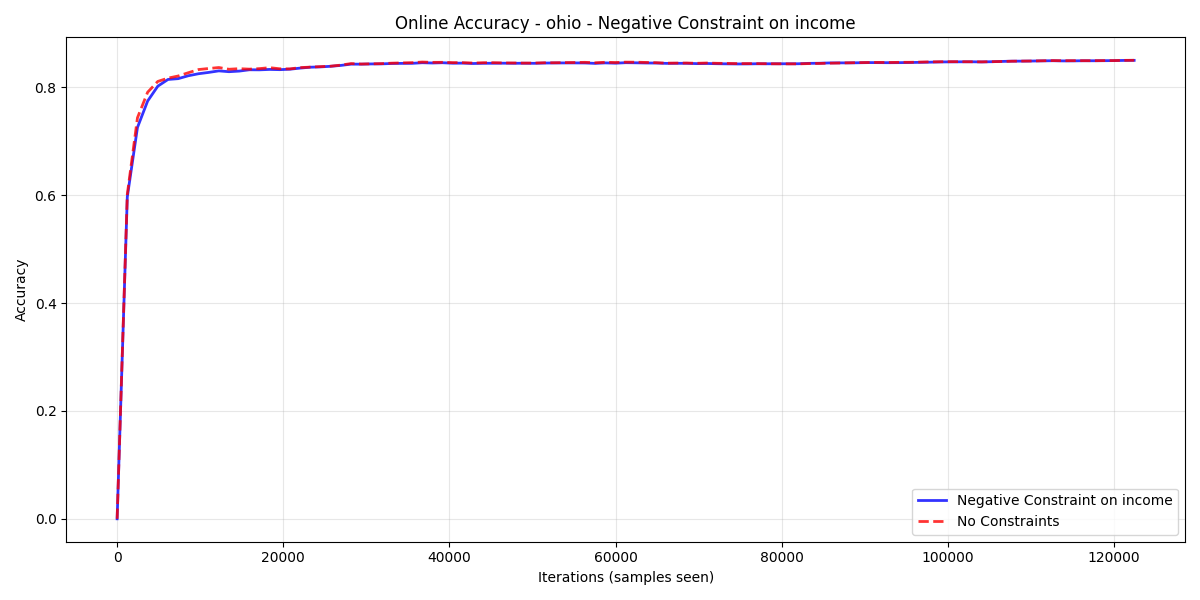 Online Accuracy - ohio - Negative Constraint on income
Accuracy
0.8
0.6
0.4
0.2
0.0
Negative Constraint on income
No Constraints
0 20000 40000 60000 80000 100000 120000
Iterations (samples seen)